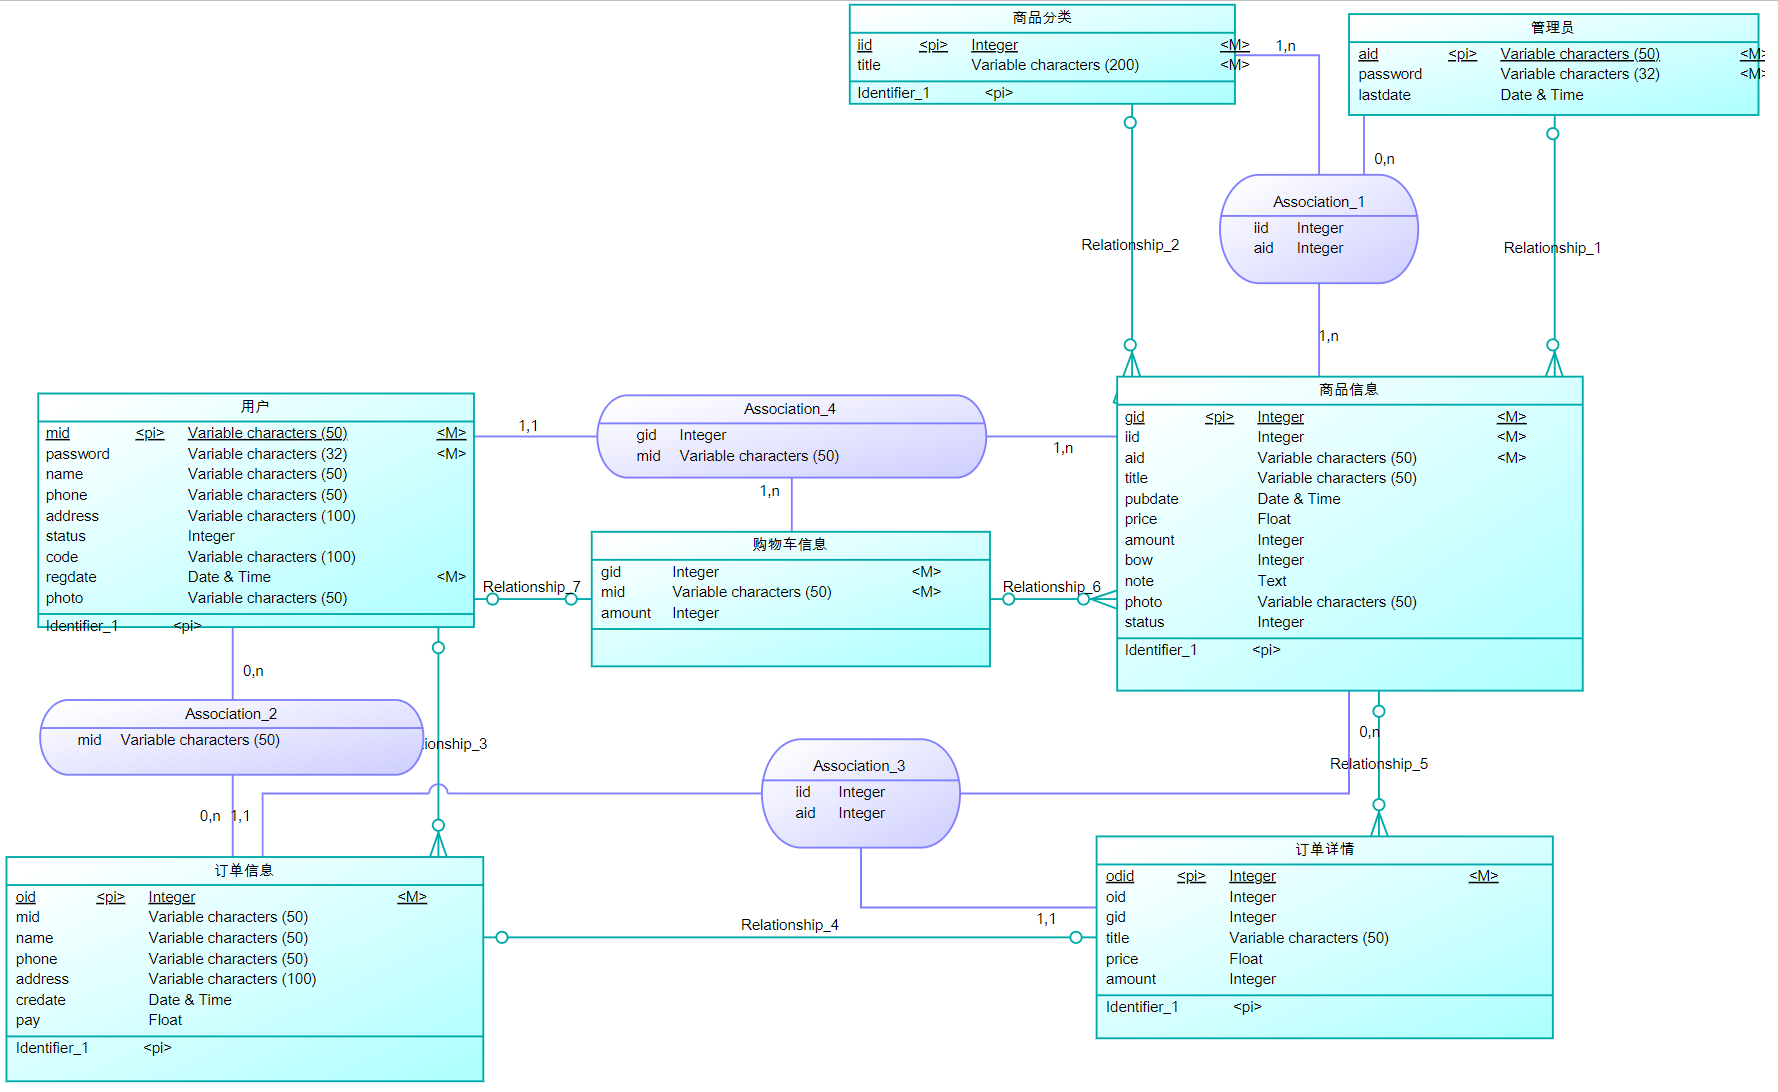 商品分类
iid <pi> Integer <M>
title Variable characters (200) <M>
Identifier_1 <pi>
管理员
aid <pi> Variable characters (50) <M>
password Variable characters (32) <M>
lastdate Date & Time
1,n
0,n
Association_1
iid Integer
aid Integer
Relationship_2
Relationship_1
1,n
用户
mid <pi> Variable characters (50) <M>
password Variable characters (32) <M>
name Variable characters (50)
phone Variable characters (50)
address Variable characters (100)
status Integer
code Variable characters (100)
regdate Date & Time <M>
photo Variable characters (50)
Identifier_1 <pi>
1,1
Association_4
gid Integer
mid Variable characters (50)
1,n
1,n
商品信息
gid <pi> Integer <M>
iid Integer <M>
aid Variable characters (50) <M>
title Variable characters (50)
pubdate Date & Time
price Float
amount Integer
bow Integer
note Text
photo Variable characters (50)
status Integer
Identifier_1 <pi>
购物车信息
gid Integer <M>
mid Variable characters (50) <M>
amount Integer
Relationship_7
Relationship_6
0,n
Association_2
mid Variable characters (50)
ionship_3
0,n
1,1
Association_3
iid Integer
aid Integer
0,n
Relationship_5
订单信息
oid <pi> Integer <M>
mid Variable characters (50)
name Variable characters (50)
phone Variable characters (50)
address Variable characters (100)
credate Date & Time
pay Float
Identifier_1 <pi>
Relationship_4
1,1
订单详情
odid <pi> Integer <M>
oid Integer
gid Integer
title Variable characters (50)
price Float
amount Integer
Identifier_1 <pi>